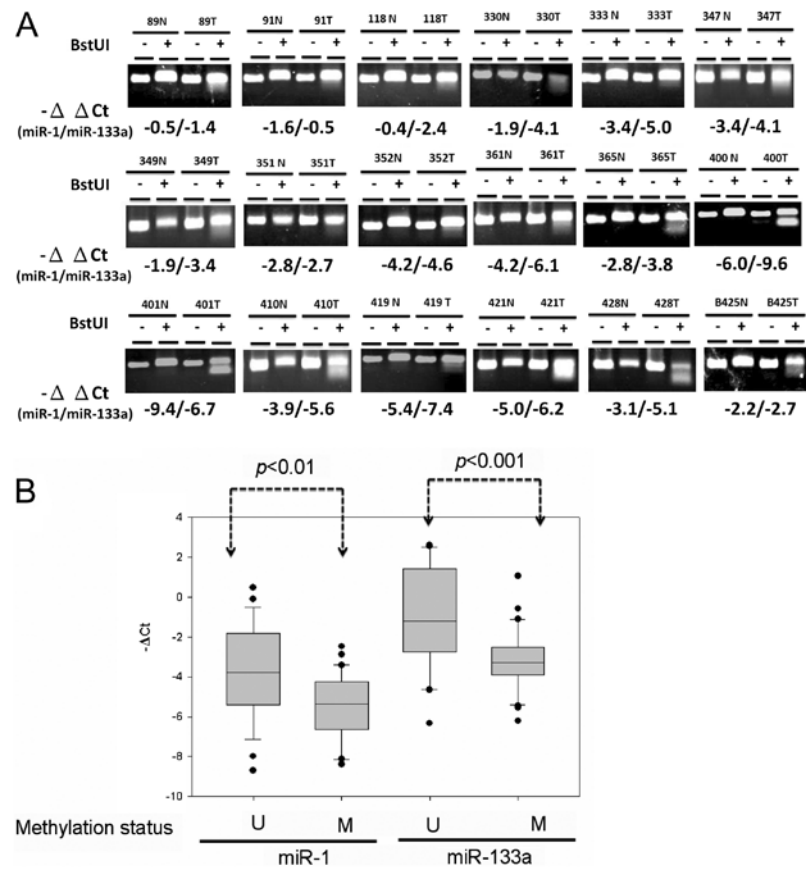 A
89N 89T 91N 91T 118 N 118T 330N 330T 333 N 333T 347 N 347T
BstUI - + - + - + - + - + - + - + - + - + - + - + - +
- Δ Δ Ct
(miR-1/miR-133a) -0.5/-1.4 -1.6/-0.5 -0.4/-2.4 -1.9/-4.1 -3.4/-5.0 -3.4/-4.1
349N 349T 351 N 351T 352N 352T 361N 361T 365N 365T 400 N 400T
BstUI - + - + - + - + - + - + - + - + - + - + - + - +
- Δ Δ Ct
(miR-1/miR-133a) -1.9/-3.4 -2.8/-2.7 -4.2/-4.6 -4.2/-6.1 -2.8/-3.8 -6.0/-9.6
401N 401T 410N 410T 419 N 419 T 421N 421T 428N 428T B425N B425T
BstUI - + - + - + - + - + - + - + - + - + - + - + - +
- Δ Δ Ct
(miR-1/miR-133a) -9.4/-6.7 -3.9/-5.6 -5.4/-7.4 -5.0/-6.2 -3.1/-5.1 -2.2/-2.7
B
p<0.01 p<0.001
4
2
0
-2
-4
-6
-8
-10
-ΔCt
Methylation status U M U M
miR-1 miR-133a